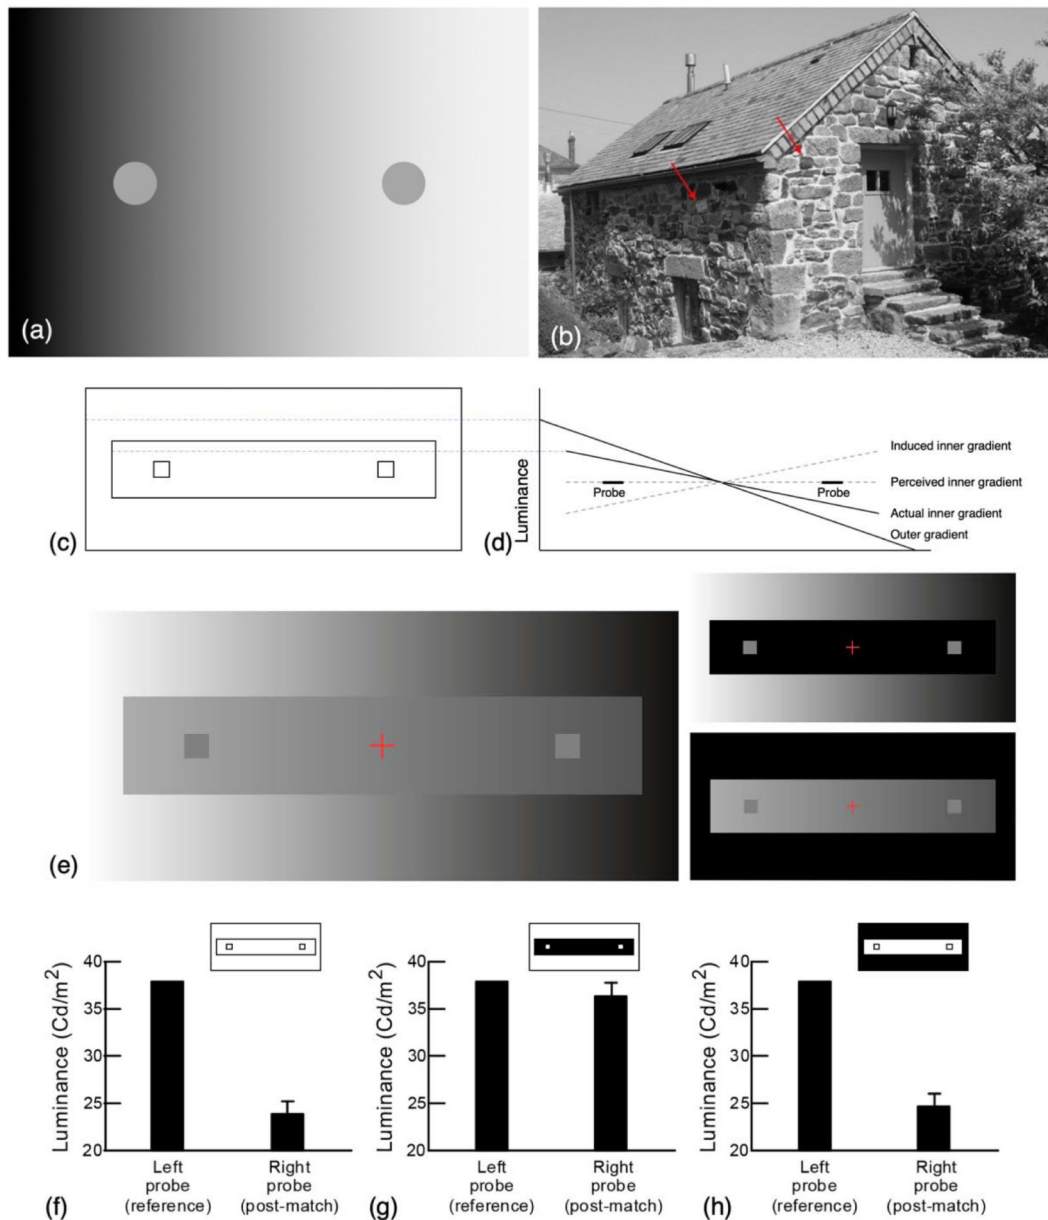 (a)
(b)
(c)
(d)
Luminance
Induced inner gradient
Perceived inner gradient
Probe
Probe
Actual inner gradient
Outer gradient
(e)
40
35
30
25
20
Luminance (Cd/m²)
Left probe (reference)
Right probe (post-match)
(f)
40
35
30
25
20
Luminance (Cd/m²)
Left probe (reference)
Right probe (post-match)
(g)
40
35
30
25
20
Luminance (Cd/m²)
Left probe (reference)
Right probe (post-match)
(h)